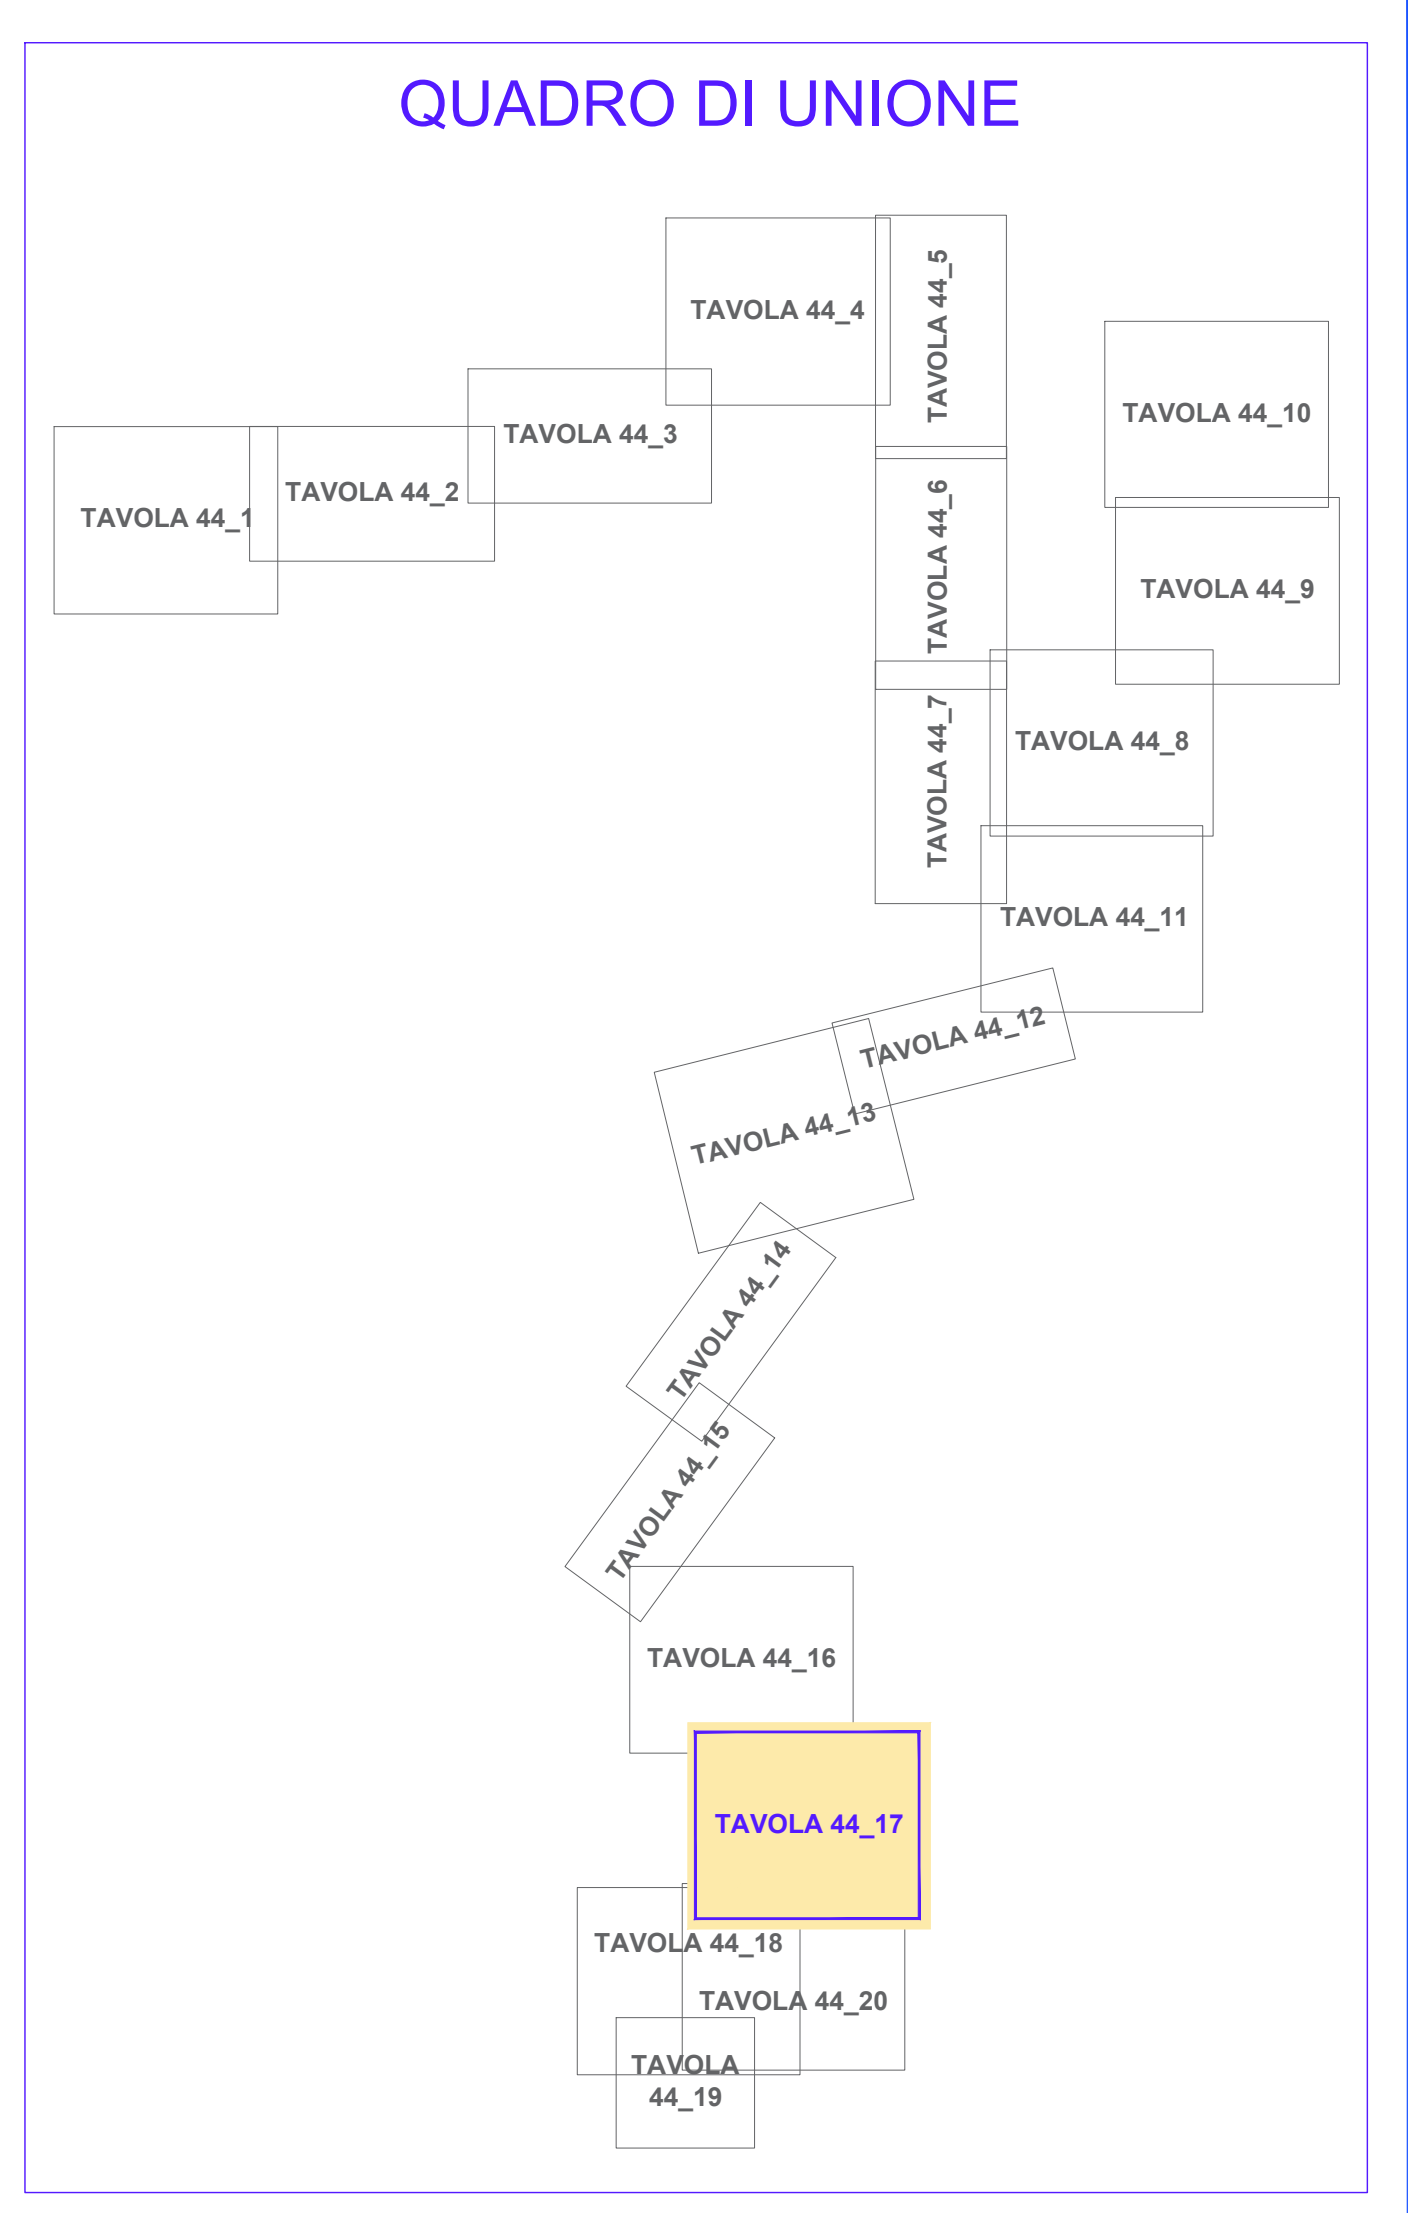 QUADRO DI UNIONE
TAVOLA 44_1
TAVOLA 44_2
TAVOLA 44_3
TAVOLA 44_4
TAVOLA 44_5
TAVOLA 44_6
TAVOLA 44_7
TAVOLA 44_10
TAVOLA 44_9
TAVOLA 44_8
TAVOLA 44_11
TAVOLA 44_12
TAVOLA 44_13
TAVOLA 44_14
TAVOLA 44_15
TAVOLA 44_16
TAVOLA 44_17
TAVOLA 44_18
TAVOLA 44_20
TAVOLA
44_19